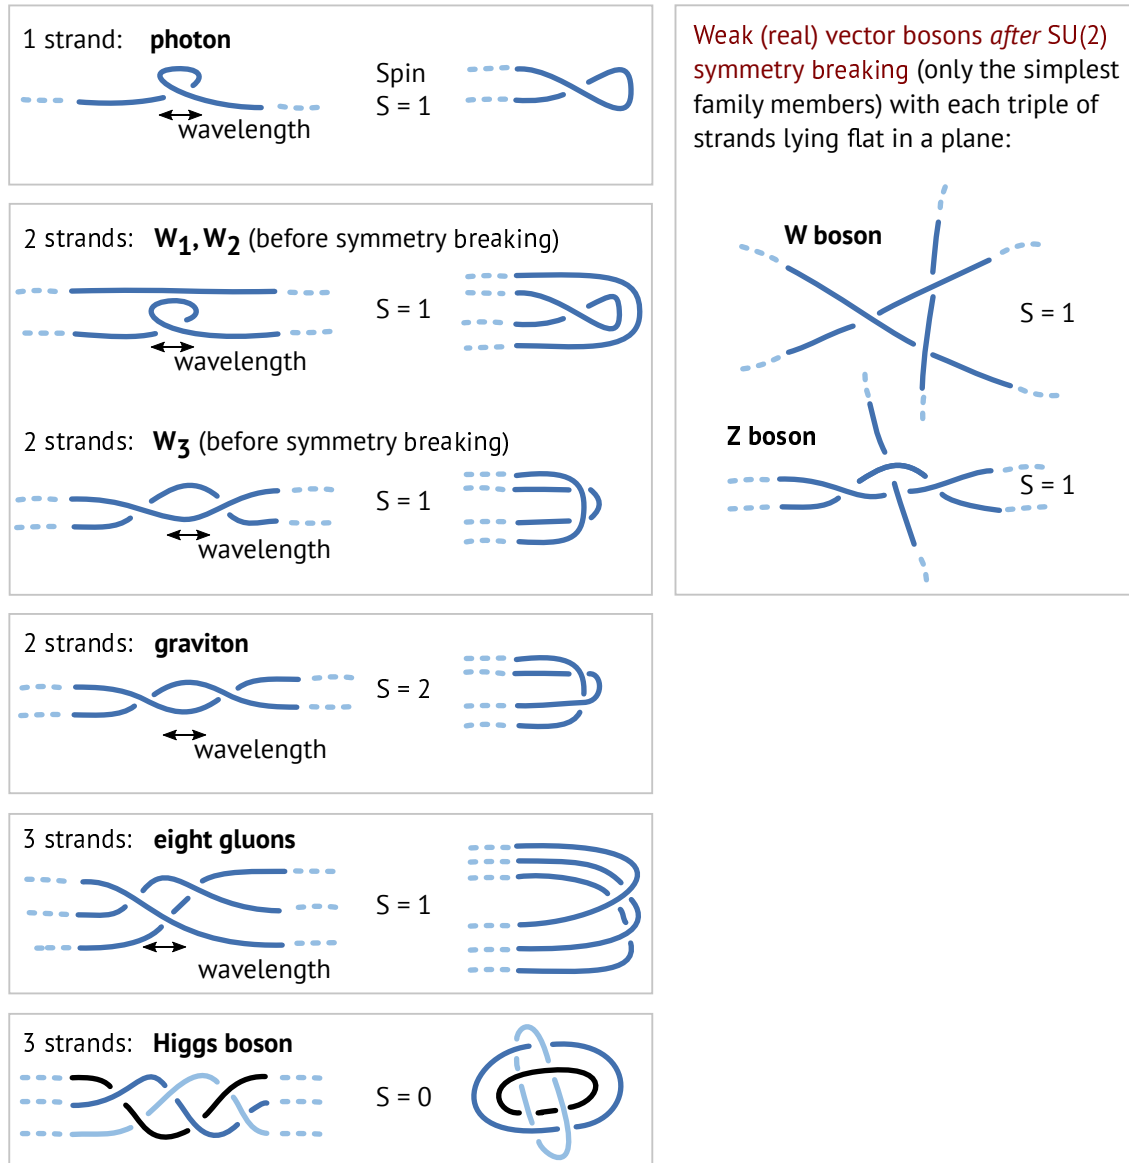 1 strand: photon
Spin
S = 1
wavelength
2 strands: W1, W2 (before symmetry breaking)
S = 1
wavelength
2 strands: W3 (before symmetry breaking)
S = 1
wavelength
2 strands: graviton
S = 2
wavelength
3 strands: eight gluons
S = 1
wavelength
3 strands: Higgs boson
S = 0
Weak (real) vector bosons after SU(2)
symmetry breaking (only the simplest
family members) with each triple of
strands lying flat in a plane:
W boson
S = 1
Z boson
S = 1